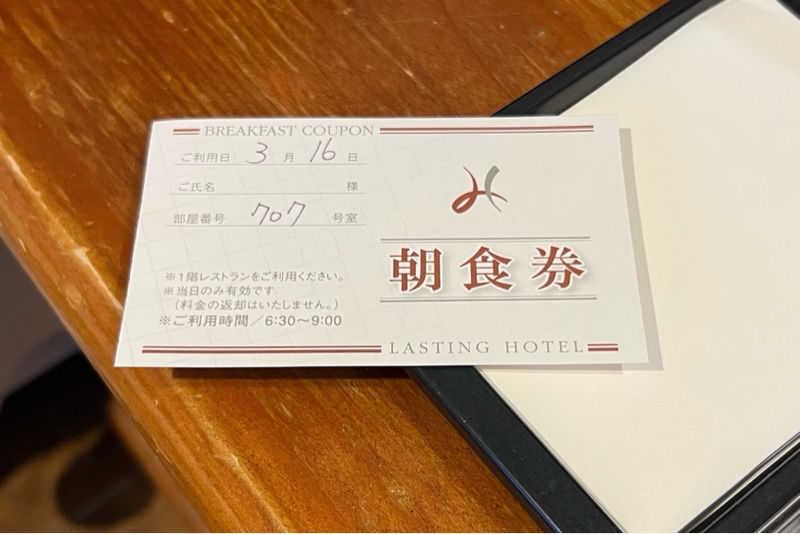 BREAKFAST COUPON
ご利用日 3 月 16 日
ご氏名 様
部屋番号 707 号室
※1階レストランをご利用ください。
※当日のみ有効です
（料金の返却はいたしません。）
※ご利用時間／6:30〜9:00
朝食券
LASTING HOTEL